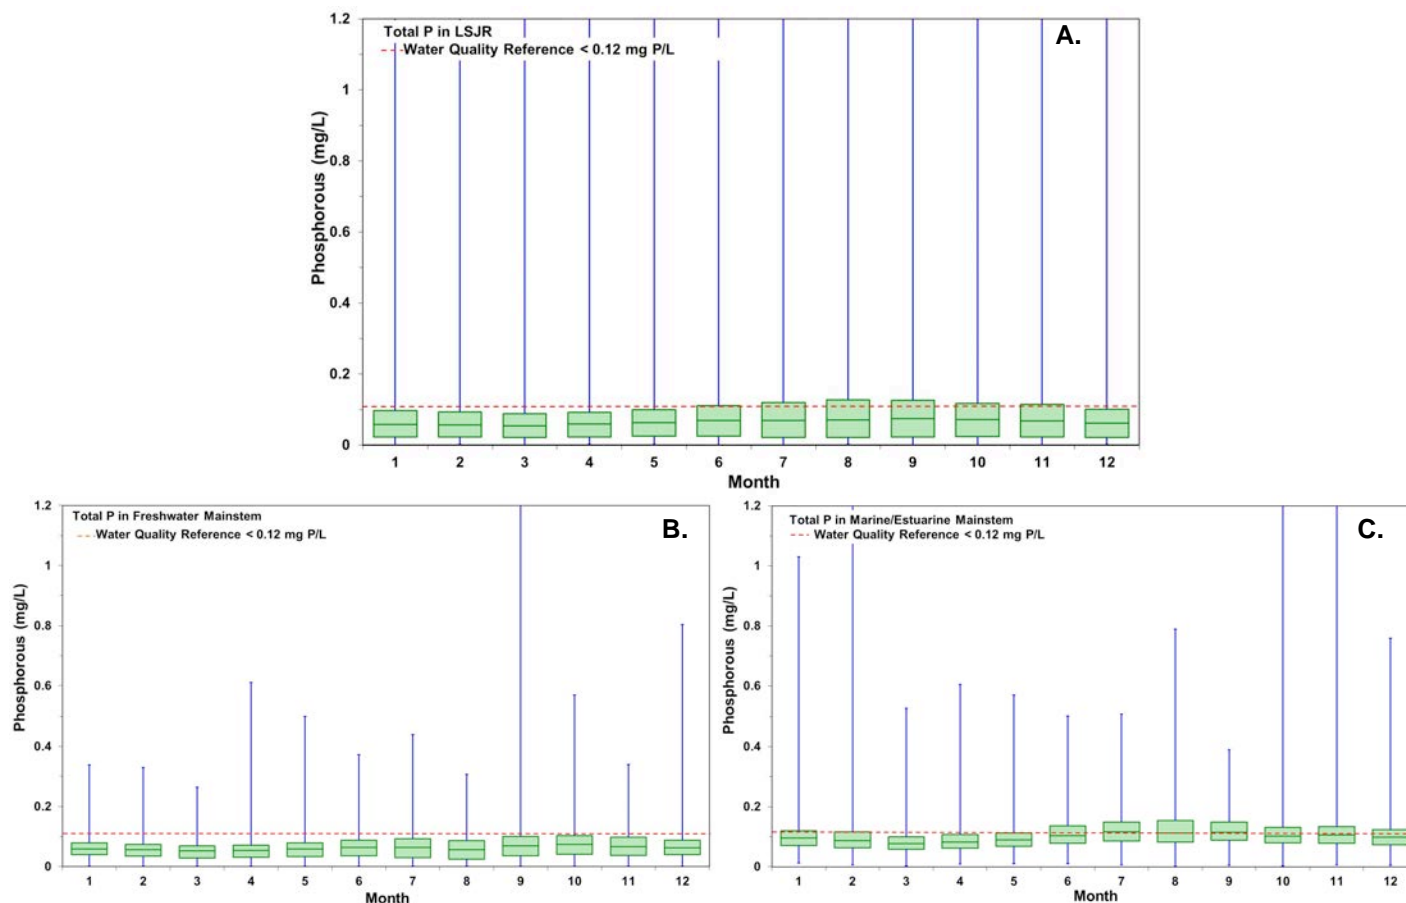 Total P in LSJR
Water Quality Reference < 0.12 mg P/L
A.
Phosphorous (mg/L)
1.2
1
0.8
0.6
0.4
0.2
0
1 2 3 4 5 6 7 8 9 10 11 12
Month
Total P in Freshwater Mainstem
Water Quality Reference < 0.12 mg P/L
B.
Phosphorous (mg/L)
1.2
1
0.8
0.6
0.4
0.2
0
1 2 3 4 5 6 7 8 9 10 11 12
Month
Total P in Marine/Estuarine Mainstem
Water Quality Reference < 0.12 mg P/L
C.
Phosphorous (mg/L)
1.2
1
0.8
0.6
0.4
0.2
0
1 2 3 4 5 6 7 8 9 10 11 12
Month